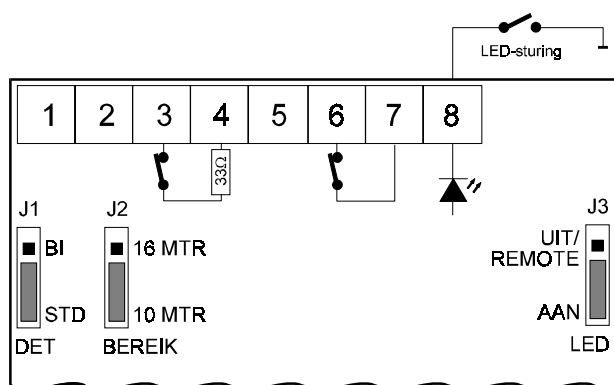 LED-sturing
1 2 3 4 5 6 7 8
33Ω
J1 J2 J3
BI 16 MTR UIT/
REMOTE
STD 10 MTR AAN
DET BEREIK LED